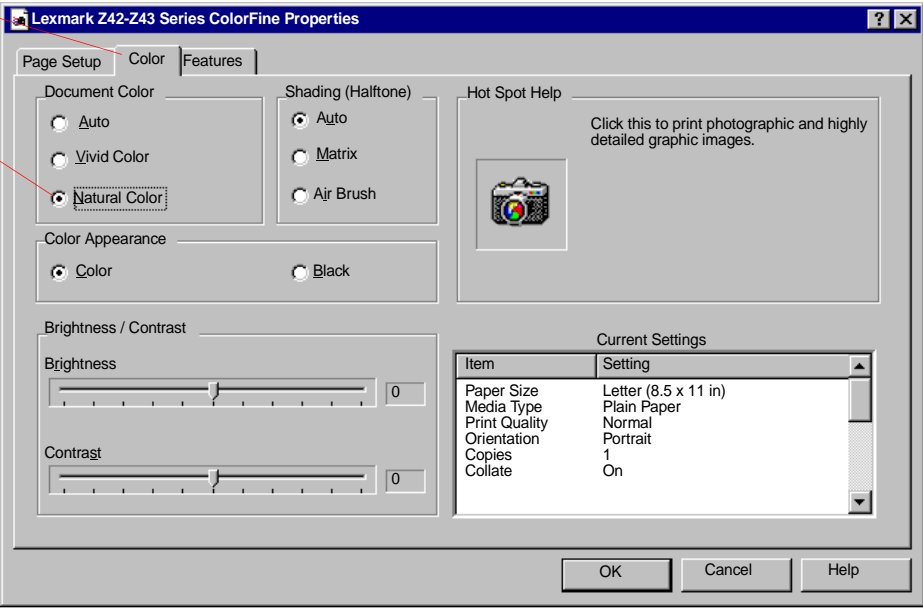 Lexmark Z42-Z43 Series ColorFine Properties
? X
Page Setup Color Features
Document Color
Auto
Vivid Color
Natural Color
Shading (Halftone)
Auto
Matrix
Air Brush
Hot Spot Help
Click this to print photographic and highly
detailed graphic images.
Color Appearance
Color Black
Brightness / Contrast
Brightness
0
Contrast
0
Current Settings
Item Setting
Paper Size Letter (8.5 x 11 in)
Media Type Plain Paper
Print Quality Normal
Orientation Portrait
Copies 1
Collate On
OK Cancel Help